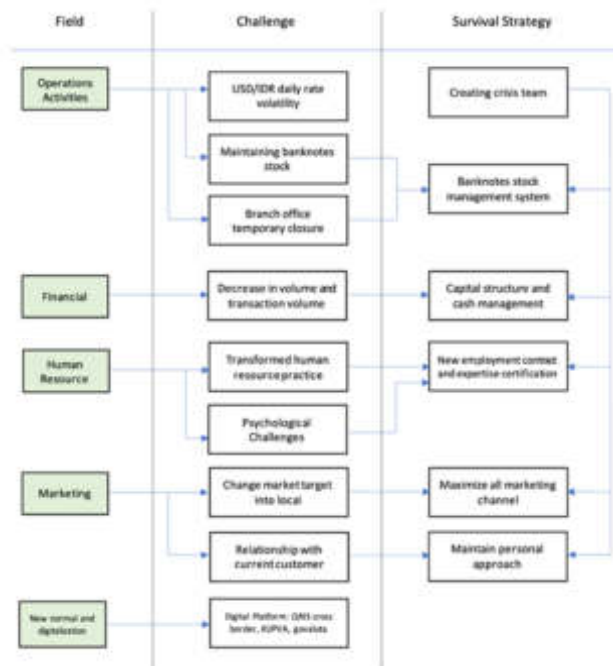 Field
Challenge
Survival Strategy
Operations
Activities
USD/IDR daily rate
volatility
Creating crisis team
Maintaining banknotes
stock
Banknotes stock
management system
Branch office
temporary closure
Financial
Decrease in volume and
transaction volume
Capital structure and
cash management
Human
Resource
Transformed human
resource practice
New employment contract
and expertise certification
Psychological
Challenges
Marketing
Change market target
into local
Maximize all marketing
channel
Relationship with
current customer
Maintain personal
approach
New normal and
digitalization
Digital Platform: QRIS cross
border, KUPVA,